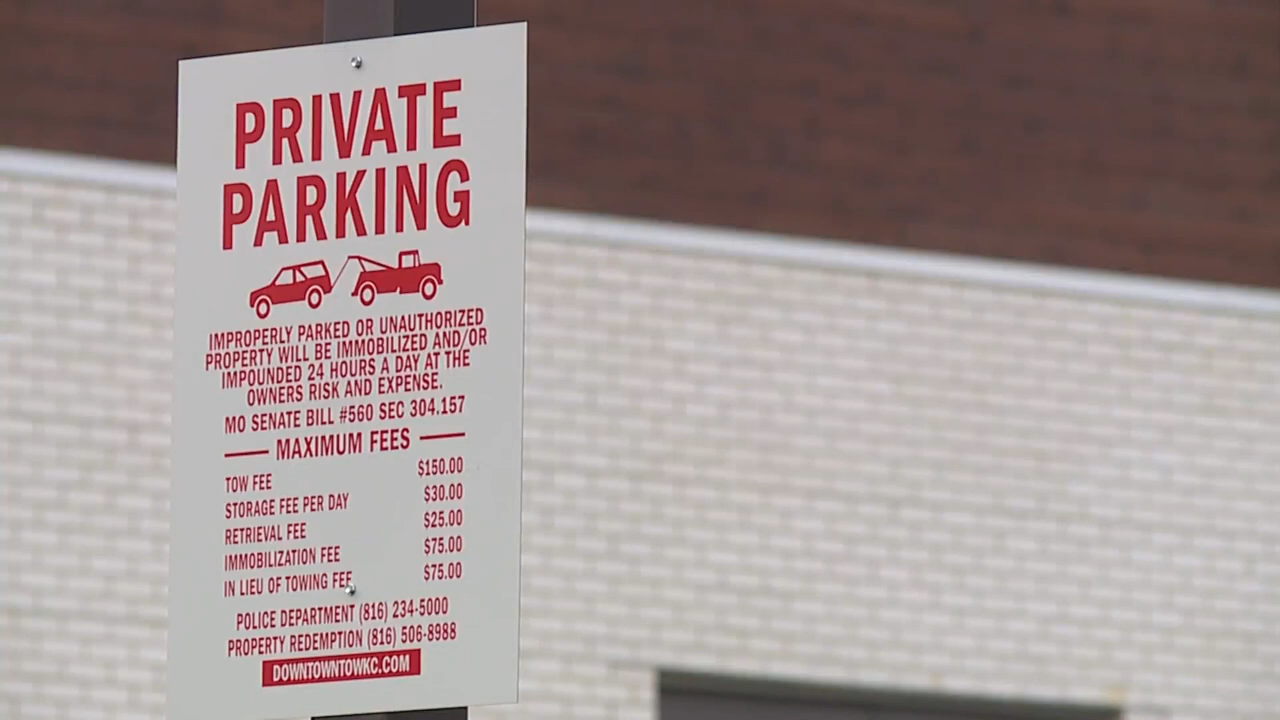 PRIVATE
PARKING
IMPROPERLY PARKED OR UNAUTHORIZED
PROPERTY WILL BE IMMOBILIZED AND/OR
IMPOUNDED 24 HOURS A DAY AT THE
OWNERS RISK AND EXPENSE.
MO SENATE BILL #560 SEC 304.157
MAXIMUM FEES
TOW FEE $150.00
STORAGE FEE PER DAY $30.00
RETRIEVAL FEE $25.00
IMMOBILIZATION FEE $75.00
IN LIEU OF TOWING FEE $75.00
POLICE DEPARTMENT (816) 234-5000
PROPERTY REDEMPTION (816) 506-8988
DOWNTOWNTOWKC.COM